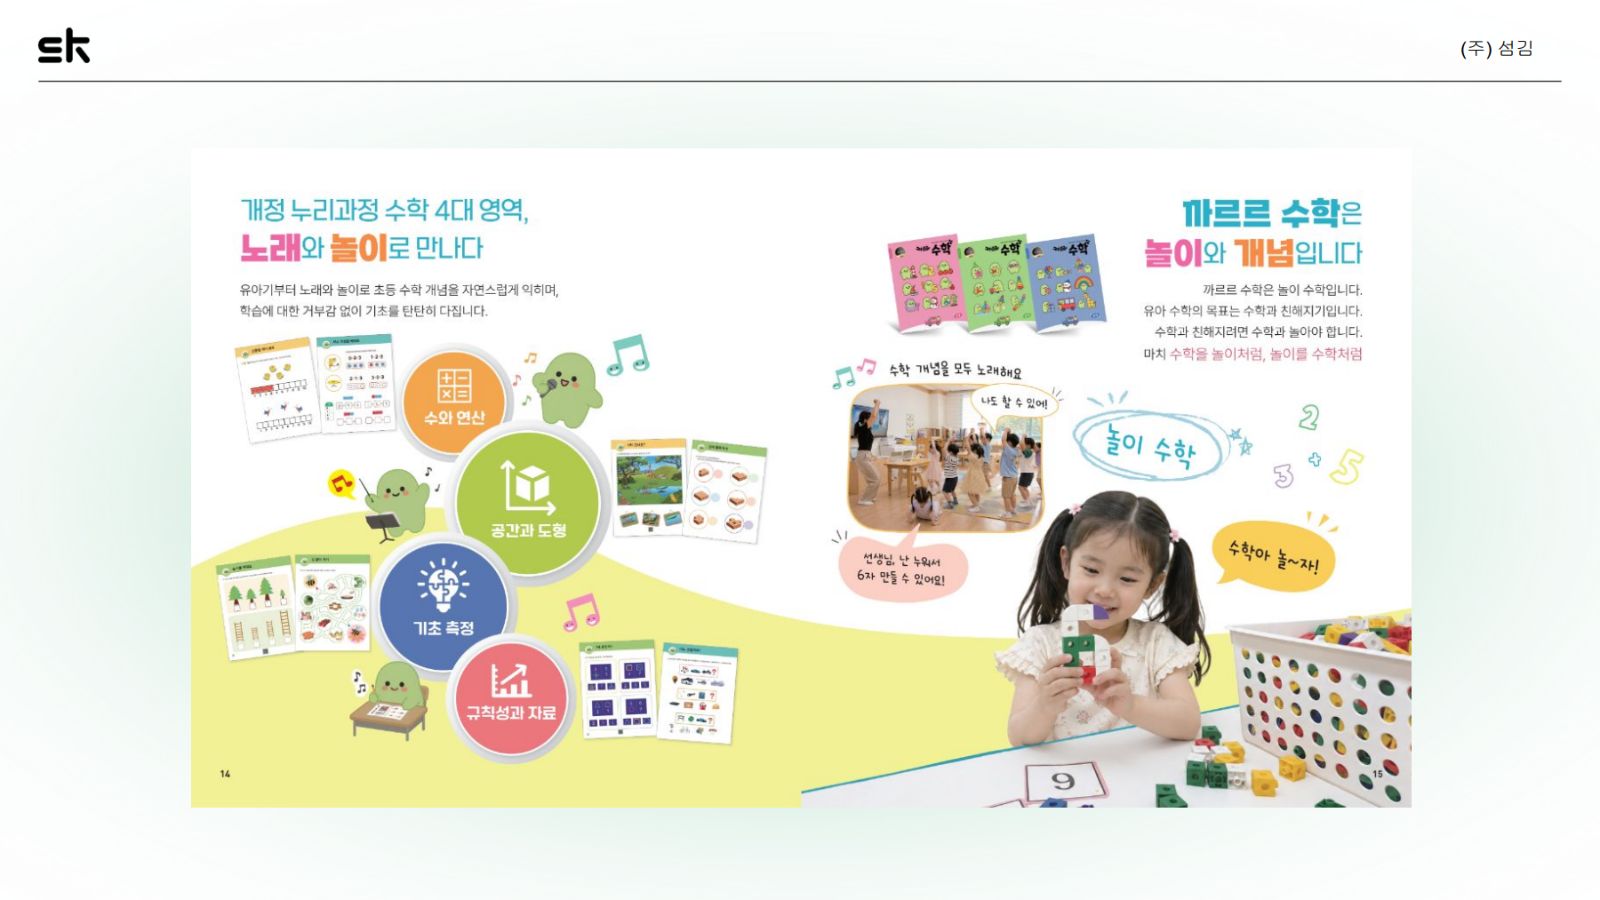 sk
(주) 섬김
개정 누리과정 수학 4대 영역,
노래와 놀이로 만나다
유아기부터 노래와 놀이로 초등 수학 개념을 자연스럽게 익히며,
학습에 대한 거부감 없이 기초를 탄탄히 다집니다.
수와 연산
공간과 도형
기초 측정
규칙성과 자료
14
까르르 수학은
놀이와 개념입니다
까르르 수학은 놀이 수학입니다.
유아 수학의 목표는 수학과 친해지기입니다.
수학과 친해지려면 수학과 놀아야 합니다.
마치 수학을 놀이처럼, 놀이를 수학처럼
수학
수학
수학
수학 개념을 모두 노래해요
나도 할 수 있어!
놀이 수학
2
3 + 5
수학아 놀~자!
선생님, 난 누워서
6자 만들 수 있어요!
9
15